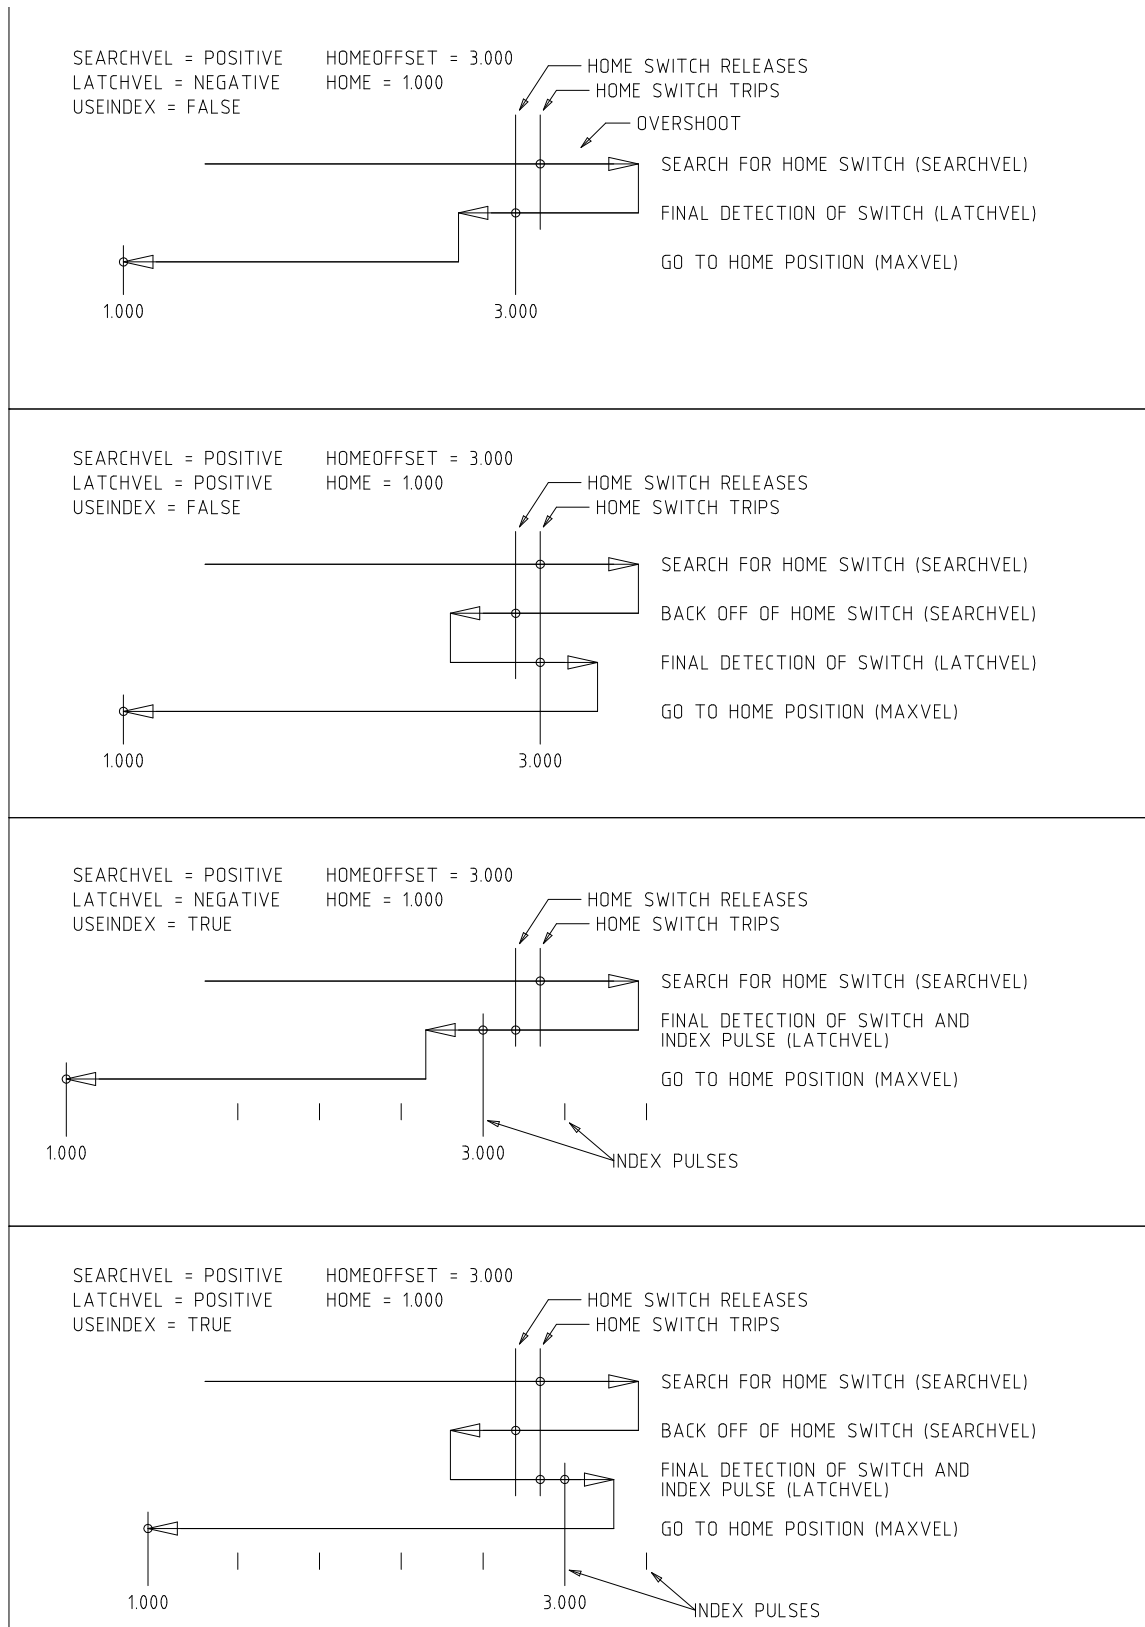 SEARCHVEL = POSITIVE HOMEOFFSET = 3.000
LATCHVEL = NEGATIVE HOME = 1.000
USEINDEX = FALSE
HOME SWITCH RELEASES
HOME SWITCH TRIPS
OVERSHOOT
SEARCH FOR HOME SWITCH (SEARCHVEL)
FINAL DETECTION OF SWITCH (LATCHVEL)
GO TO HOME POSITION (MAXVEL)
1.000 3.000
SEARCHVEL = POSITIVE HOMEOFFSET = 3.000
LATCHVEL = POSITIVE HOME = 1.000
USEINDEX = FALSE
HOME SWITCH RELEASES
HOME SWITCH TRIPS
SEARCH FOR HOME SWITCH (SEARCHVEL)
BACK OFF OF HOME SWITCH (SEARCHVEL)
FINAL DETECTION OF SWITCH (LATCHVEL)
GO TO HOME POSITION (MAXVEL)
1.000 3.000
SEARCHVEL = POSITIVE HOMEOFFSET = 3.000
LATCHVEL = NEGATIVE HOME = 1.000
USEINDEX = TRUE
HOME SWITCH RELEASES
HOME SWITCH TRIPS
SEARCH FOR HOME SWITCH (SEARCHVEL)
FINAL DETECTION OF SWITCH AND
INDEX PULSE (LATCHVEL)
GO TO HOME POSITION (MAXVEL)
1.000 3.000
INDEX PULSES
SEARCHVEL = POSITIVE HOMEOFFSET = 3.000
LATCHVEL = POSITIVE HOME = 1.000
USEINDEX = TRUE
HOME SWITCH RELEASES
HOME SWITCH TRIPS
SEARCH FOR HOME SWITCH (SEARCHVEL)
BACK OFF OF HOME SWITCH (SEARCHVEL)
FINAL DETECTION OF SWITCH AND
INDEX PULSE (LATCHVEL)
GO TO HOME POSITION (MAXVEL)
1.000 3.000
INDEX PULSES